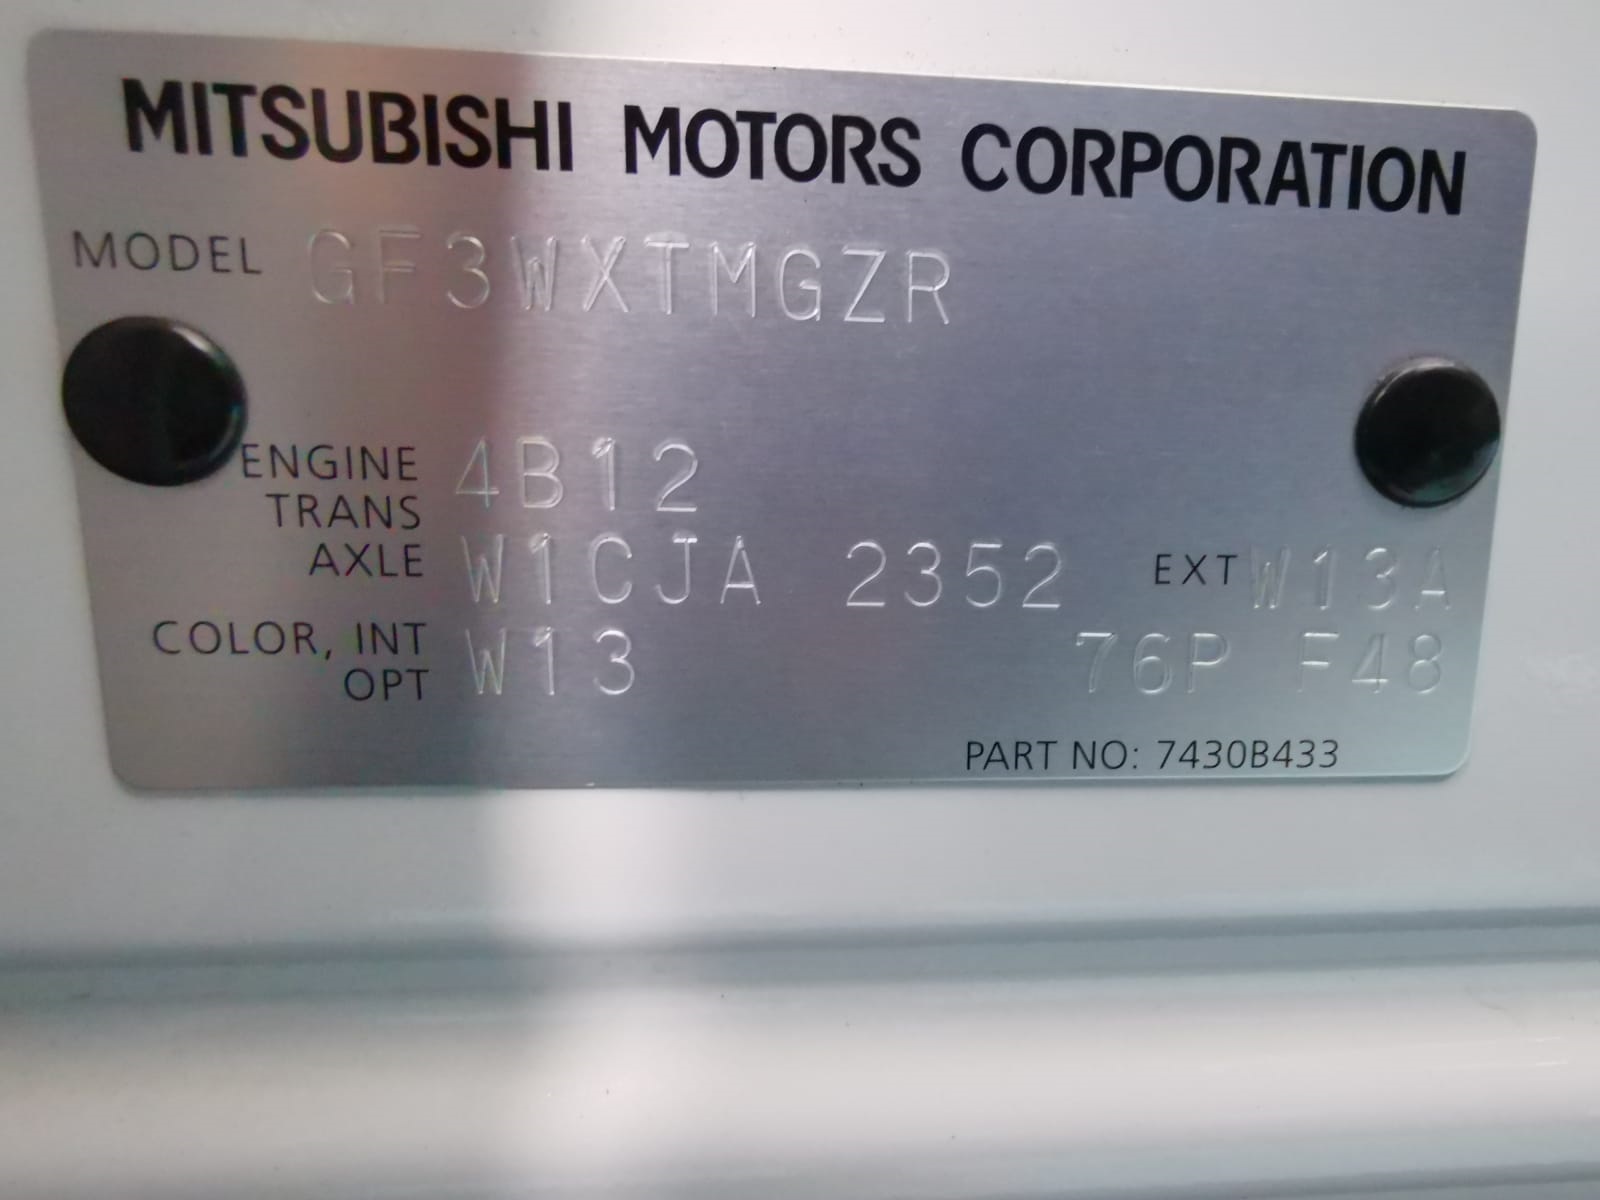 MITSUBISHI MOTORS CORPORATION
MODEL GF3WXTMGZR
ENGINE 4B12
TRANS
AXLE W1CJA 2352 EXT W13A
COLOR, INT W13 76P F48
OPT
PART NO: 7430B433